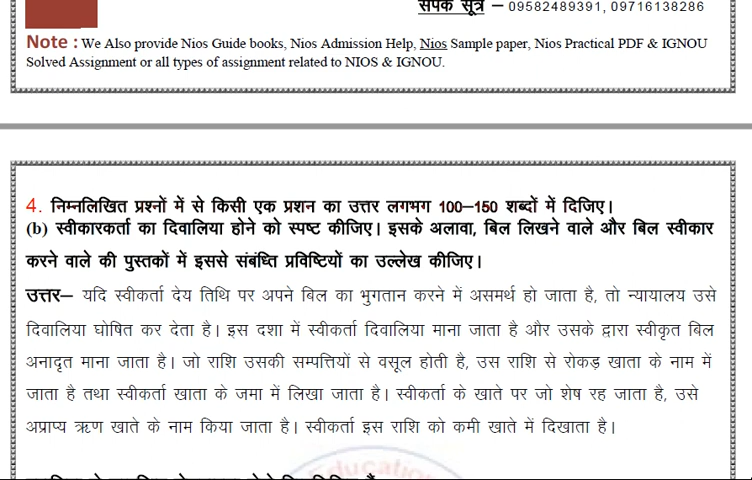 संपर्क सूत्र – 09582489391, 09716138286
Note : We Also provide Nios Guide books, Nios Admission Help, Nios Sample paper, Nios Practical PDF & IGNOU
Solved Assignment or all types of assignment related to NIOS & IGNOU.
4. निम्नलिखित प्रश्नों में से किसी एक प्रशन का उत्तर लगभग 100–150 शब्दों में दिजिए।
(b) स्वीकारकर्ता का दिवालिया होने को स्पष्ट कीजिए। इसके अलावा, बिल लिखने वाले और बिल स्वीकार
करने वाले की पुस्तकों में इससे संबंध्ति प्रविष्टियों का उल्लेख कीजिए।
उत्तर– यदि स्वीकर्ता देय तिथि पर अपने बिल का भुगतान करने में असमर्थ हो जाता है, तो न्यायालय उसे
दिवालिया घोषित कर देता है। इस दशा में स्वीकर्ता दिवालिया माना जाता है और उसके द्वारा स्वीकृत बिल
अनादृत माना जाता है। जो राशि उसकी सम्पत्तियों से वसूल होती है, उस राशि से रोकड़ खाता के नाम में
जाता है तथा स्वीकर्ता खाता के जमा में लिखा जाता है। स्वीकर्ता के खाते पर जो शेष रह जाता है, उसे
अप्राप्य ऋण खाते के नाम किया जाता है। स्वीकर्ता इस राशि को कमी खाते में दिखाता है।